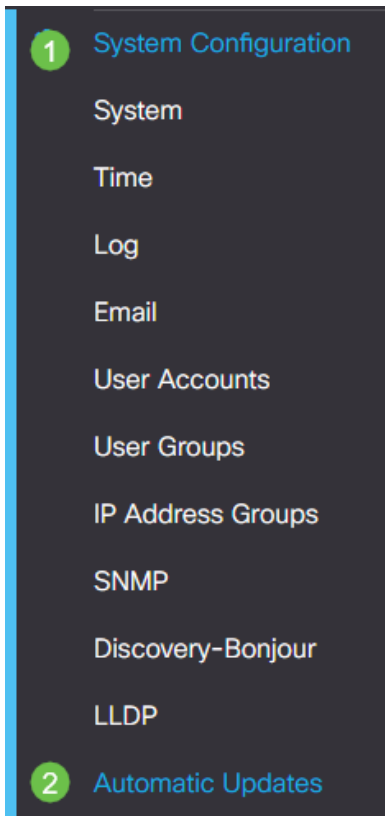 1 System Configuration
System
Time
Log
Email
User Accounts
User Groups
IP Address Groups
SNMP
Discovery-Bonjour
LLDP
2 Automatic Updates